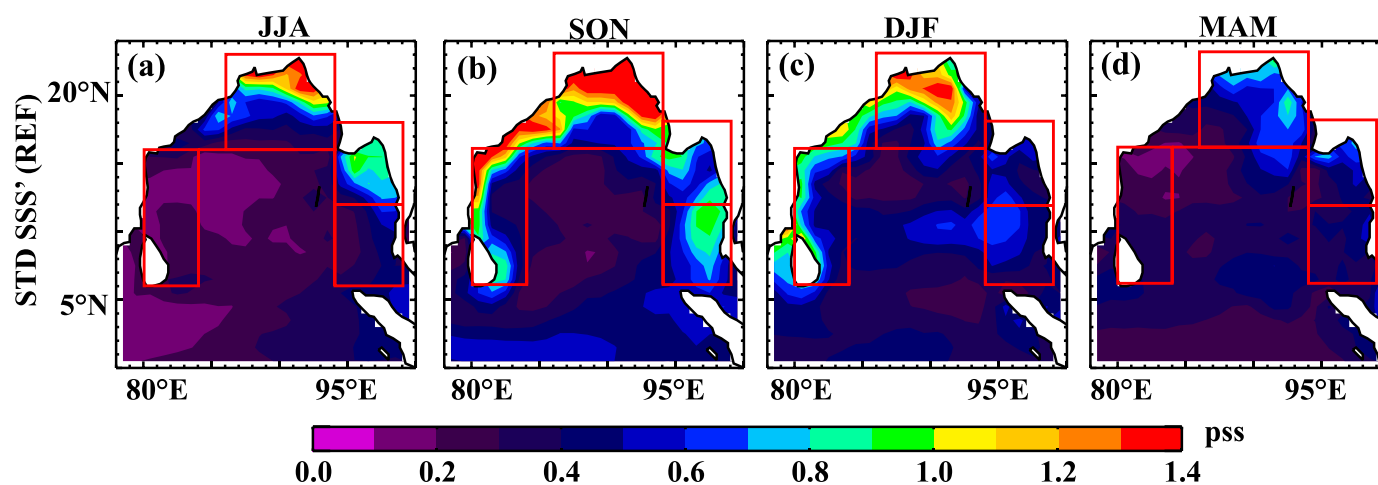 JJA SON DJF MAM
(a) (b) (c) (d)
STD SSS' (REF)
20°N
5°N
80°E 95°E 80°E 95°E 80°E 95°E 80°E 95°E
pss
0.0 0.2 0.4 0.6 0.8 1.0 1.2 1.4